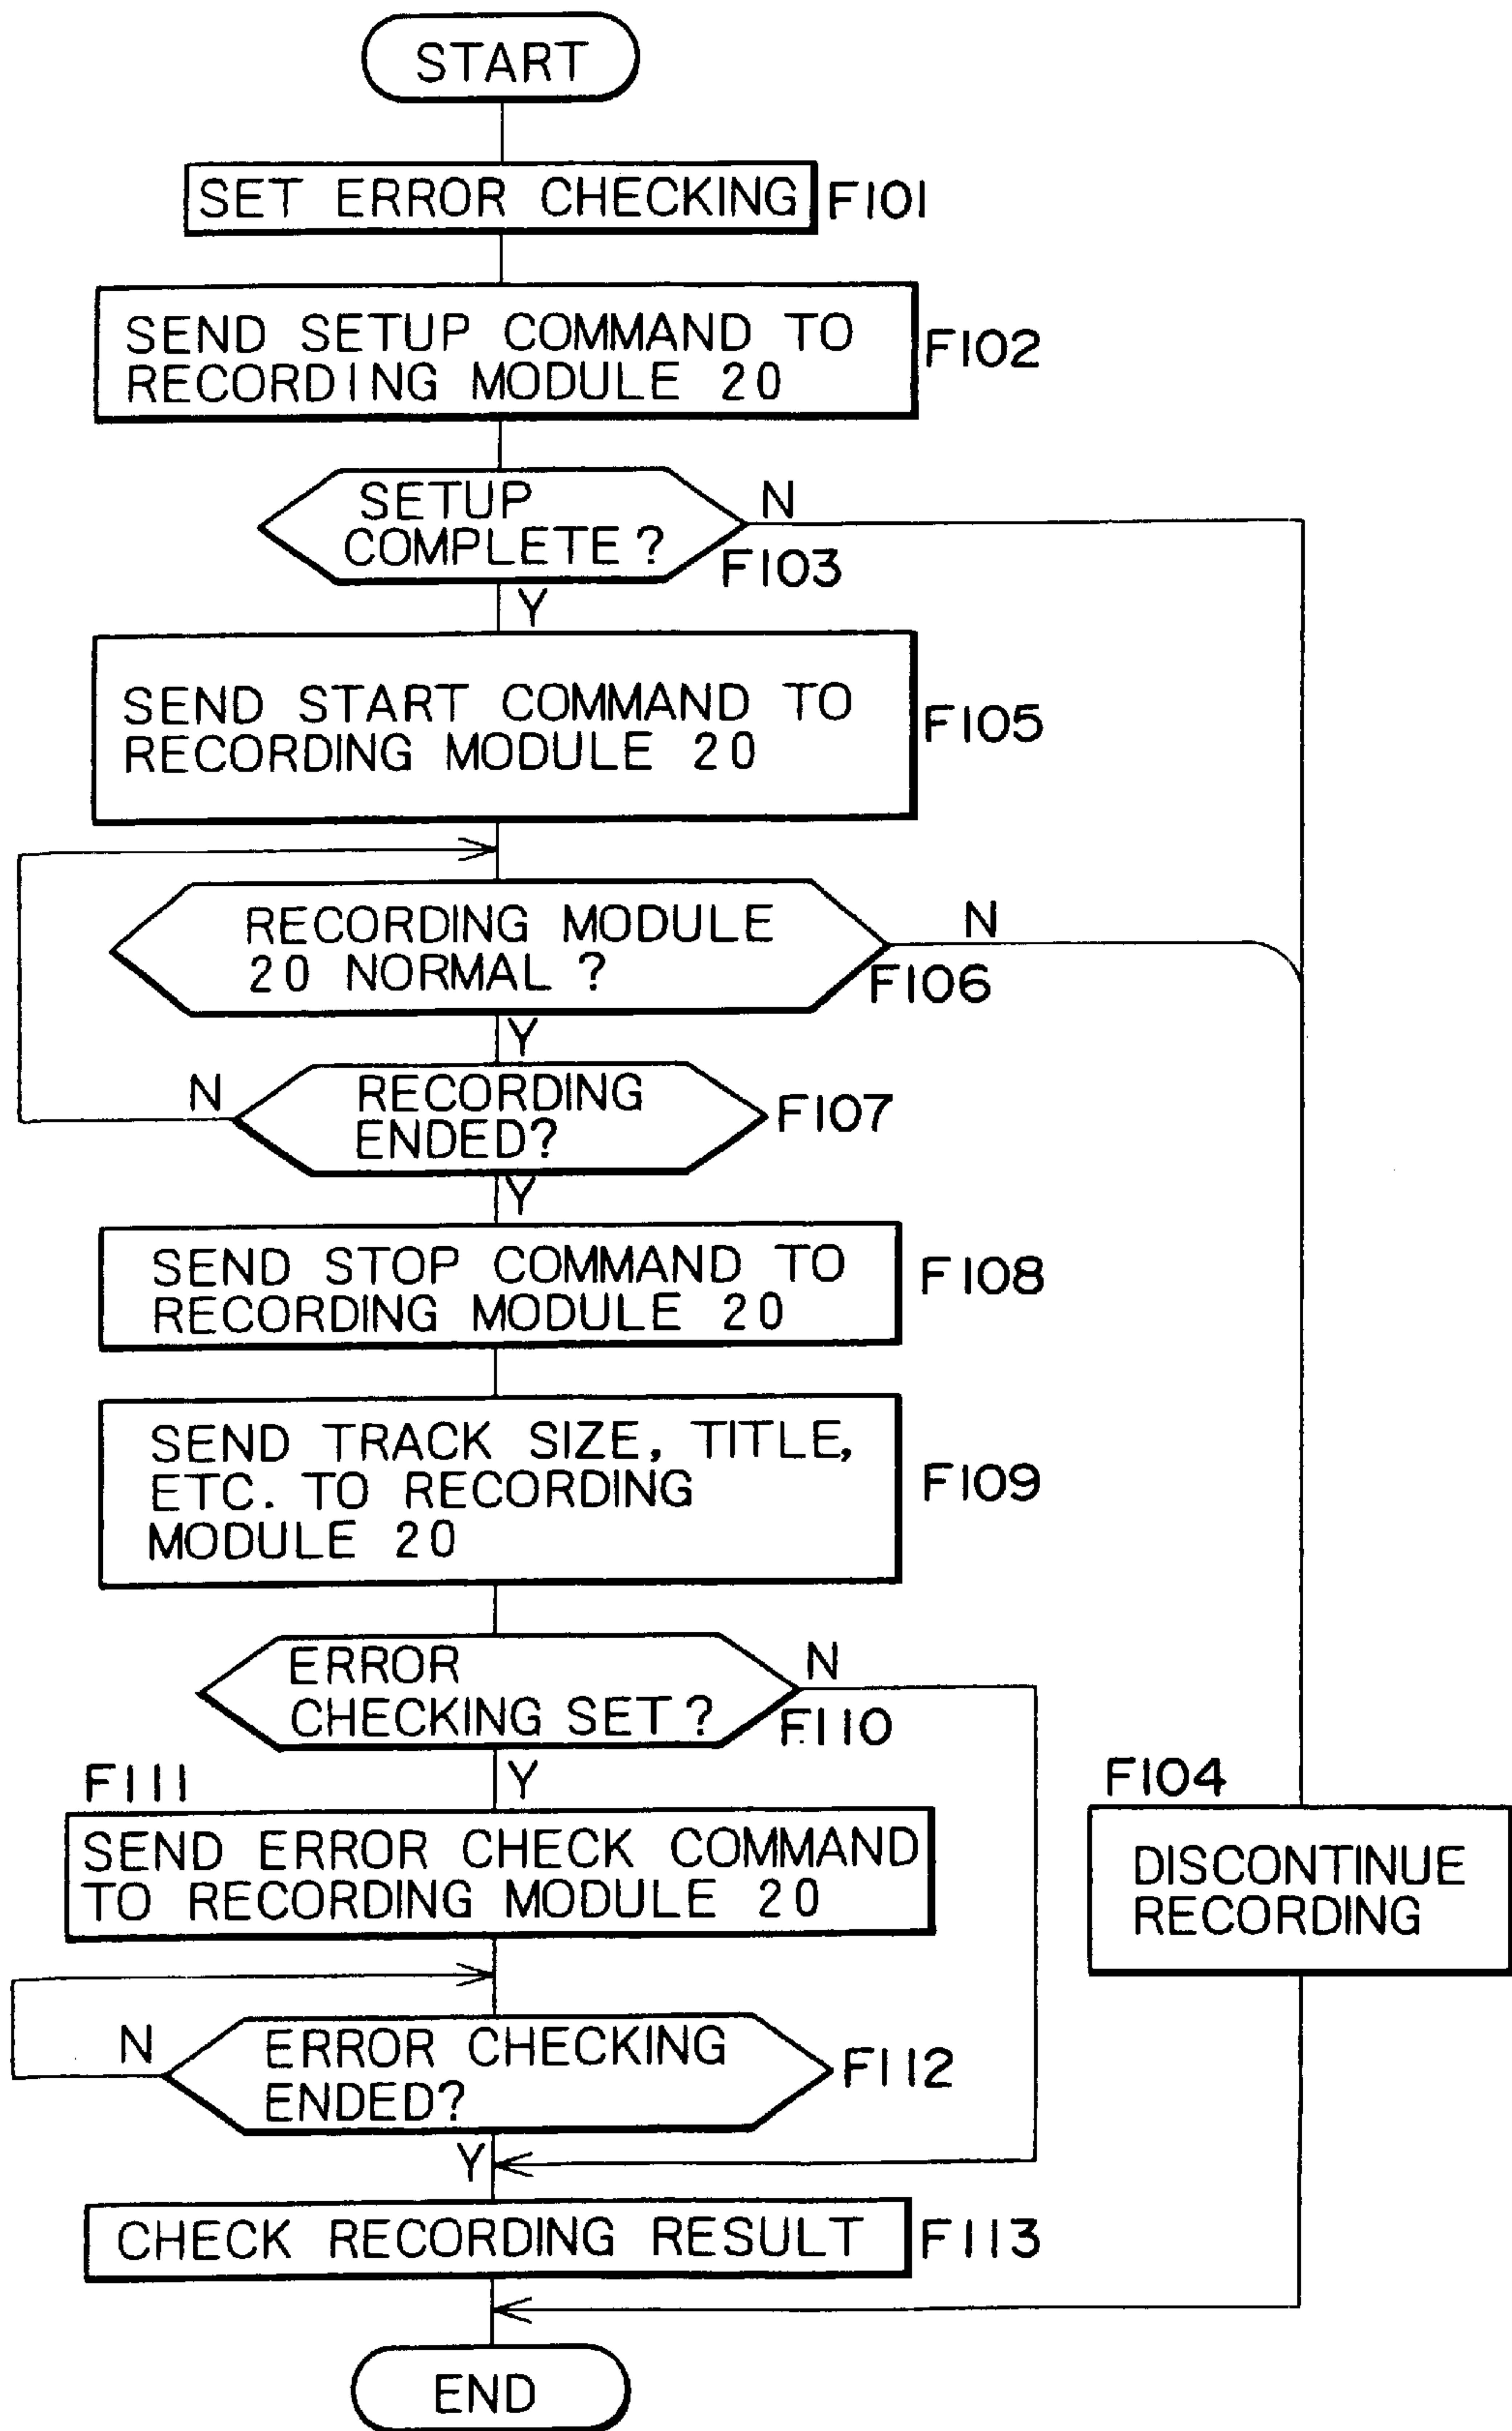 START
SET ERROR CHECKING
F101
SEND SETUP COMMAND TO
RECORDING MODULE 20
F102
SETUP
COMPLETE?
N
F103
Y
SEND START COMMAND TO
RECORDING MODULE 20
F105
RECORDING MODULE
20 NORMAL ?
N
F106
Y
RECORDING
ENDED?
N
F107
Y
SEND STOP COMMAND TO
RECORDING MODULE 20
F108
SEND TRACK SIZE, TITLE,
ETC. TO RECORDING
MODULE 20
F109
ERROR
CHECKING SET?
N
F110
Y
F111
SEND ERROR CHECK COMMAND
TO RECORDING MODULE 20
F104
DISCONTINUE
RECORDING
N
ERROR CHECKING
ENDED?
F112
Y
CHECK RECORDING RESULT
F113
END